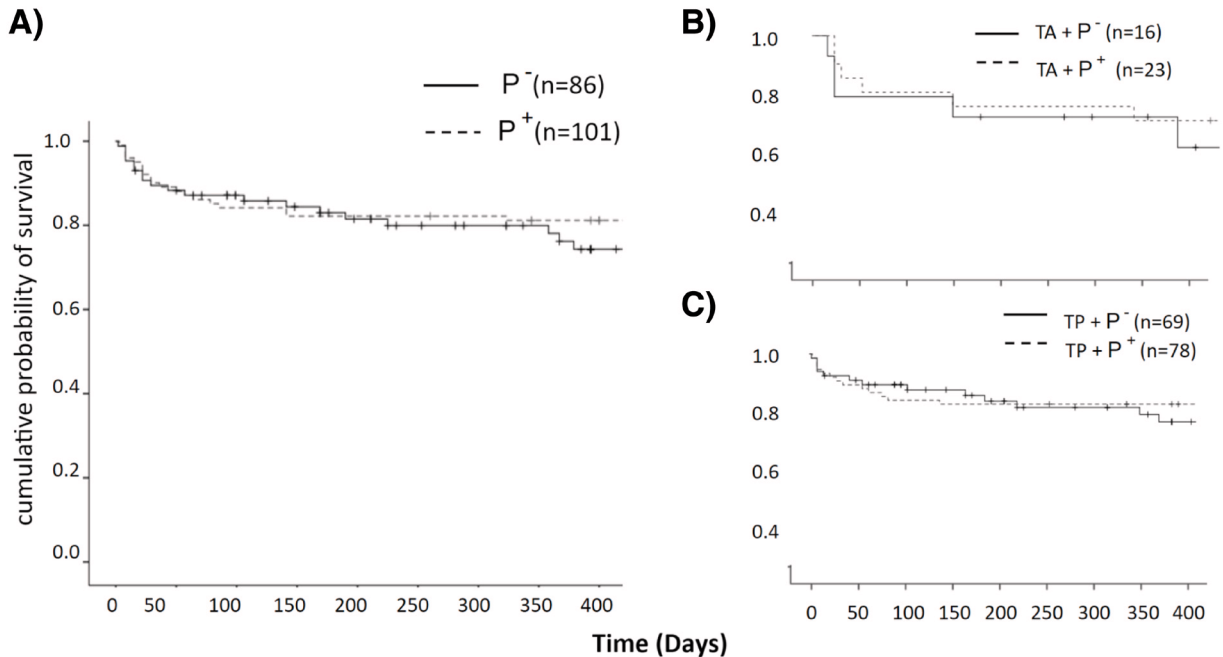 A)
P - (n=86)
P + (n=101)
cumulative probability of survival
1.0
0.8
0.6
0.4
0.2
0.0
0 50 100 150 200 250 300 350 400
B)
TA + P - (n=16)
TA + P + (n=23)
1.0
0.8
0.6
0.4
C)
TP + P - (n=69)
TP + P + (n=78)
1.0
0.8
0.6
0.4
0 50 100 150 200 250 300 350 400
Time (Days)